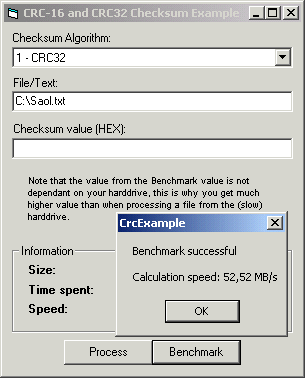 CRC-16 and CRC32 Checksum Example
Checksum Algorithm:
1 - CRC32
File/Text:
C:\Saol.txt
Checksum value (HEX):
Note that the value from the Benchmark value is not
dependant on your harddrive, this is why you get much
higher value than when processing a file from the (slow)
harddrive.
CrcExample
Benchmark successful
Calculation speed: 52,52 MB/s
OK
Information
Size:
Time spent:
Speed:
Process
Benchmark